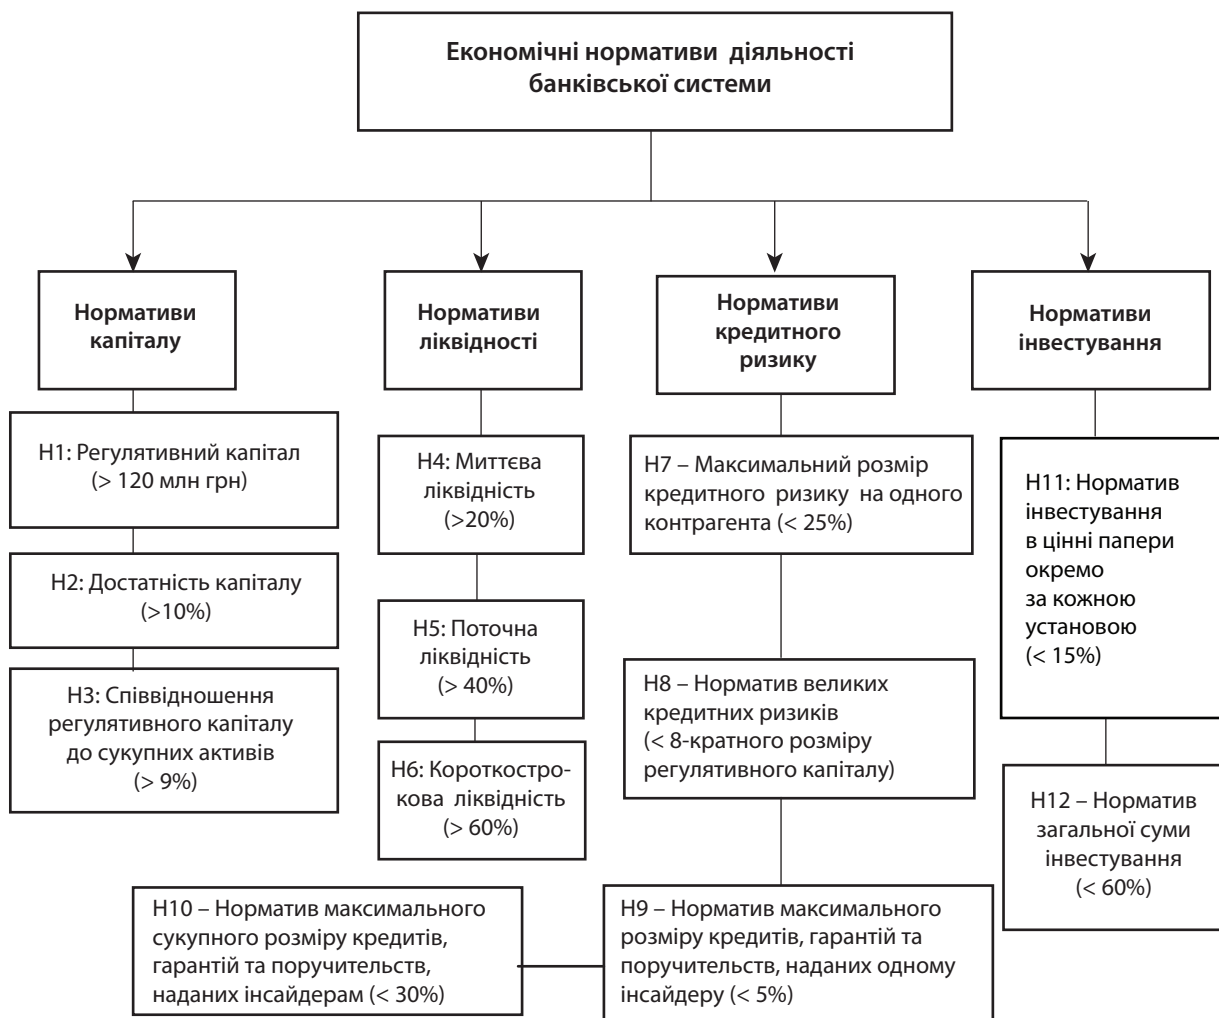 Економічні нормативи діяльності
банківської системи
Нормативи
капіталу
Нормативи
ліквідності
Нормативи
кредитного
ризику
Нормативи
інвестування
Н1: Регулятивний капітал
(> 120 млн грн)
Н2: Достатність капіталу
(>10%)
Н3: Співвідношення
регулятивного капіталу
до сукупних активів
(> 9%)
Н4: Миттєва
ліквідність
(>20%)
Н5: Поточна
ліквідність
(> 40%)
Н6: Короткостро-
кова ліквідність
(> 60%)
Н7 – Максимальний розмір
кредитного ризику на одного
контрагента (< 25%)
Н8 – Норматив великих
кредитних ризиків
(< 8-кратного розміру
регулятивного капіталу)
Н9 – Норматив максимального
розміру кредитів, гарантій та
поручительств, наданих одному
інсайдеру (< 5%)
Н10 – Норматив максимального
сукупного розміру кредитів,
гарантій та поручительств,
наданих інсайдерам (< 30%)
Н11: Норматив
інвестування
в цінні папери
окремо
за кожною
установою
(< 15%)
Н12 – Норматив
загальної суми
інвестування
(< 60%)